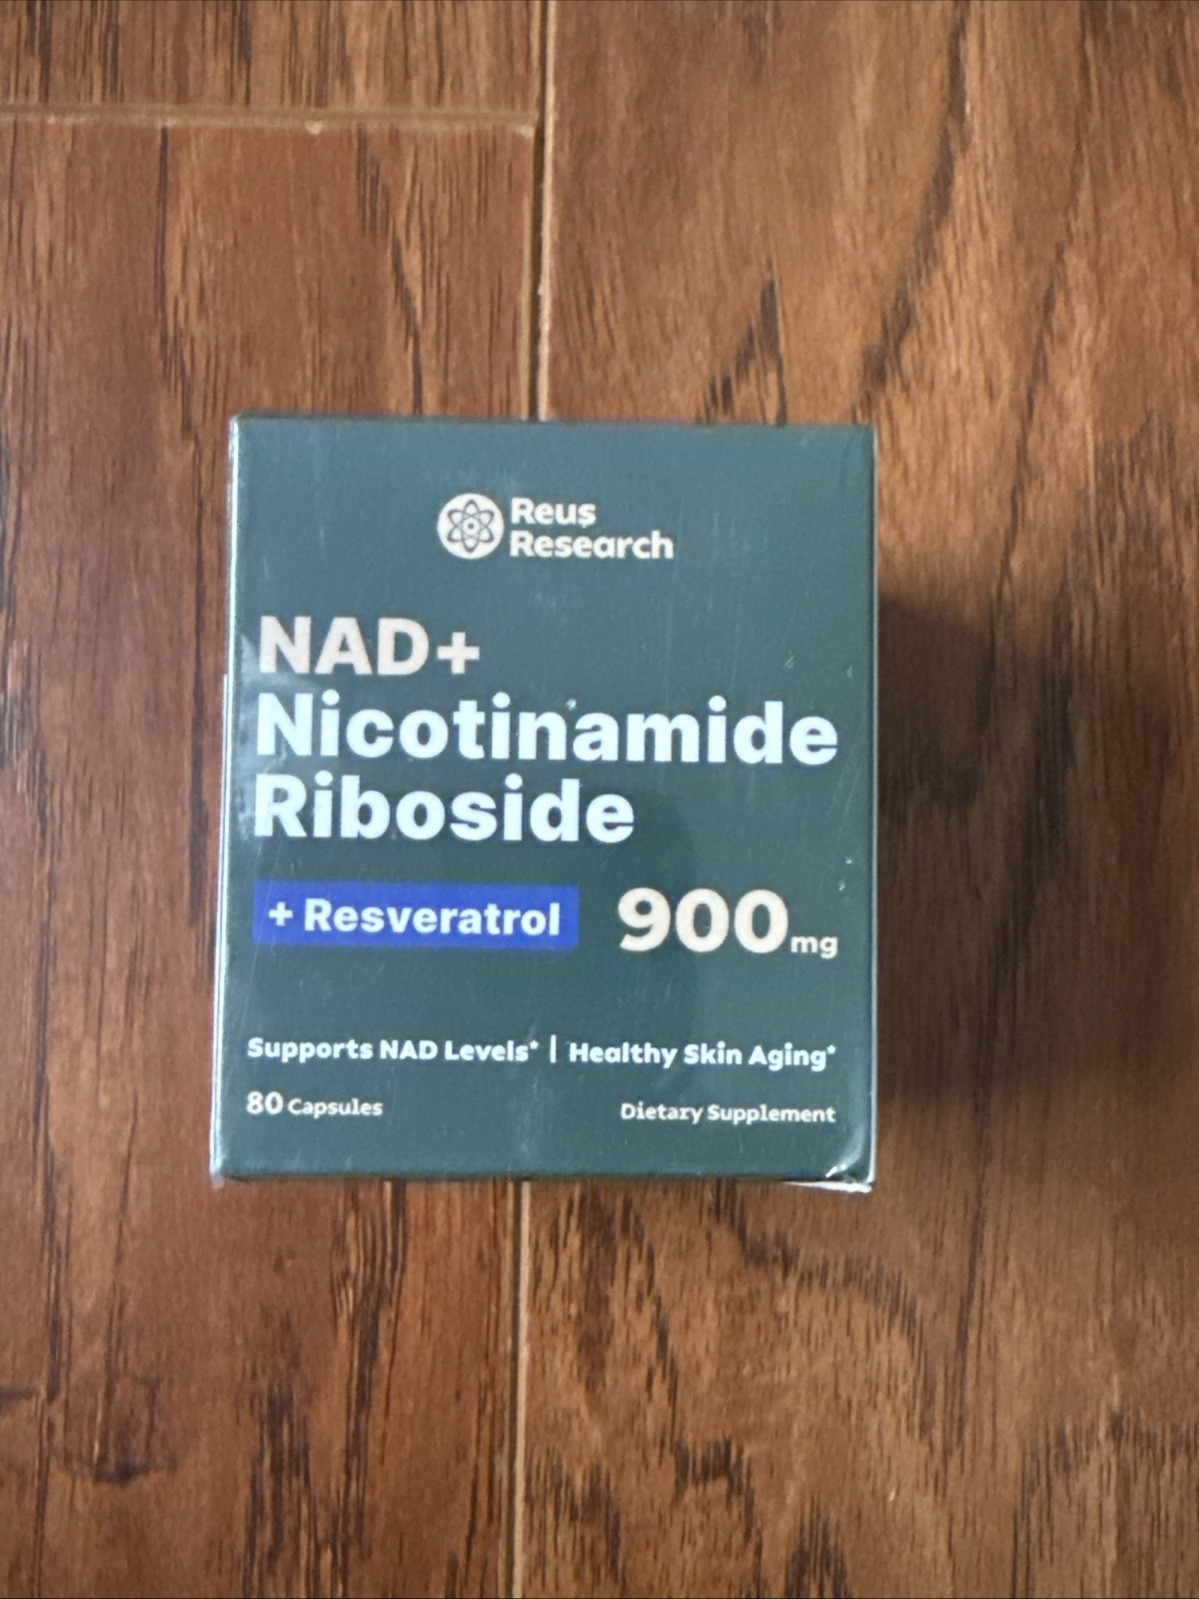 Reus
Research
NAD+
Nicotinamide
Riboside
+ Resveratrol 900mg
Supports NAD Levels* | Healthy Skin Aging*
80 Capsules Dietary Supplement